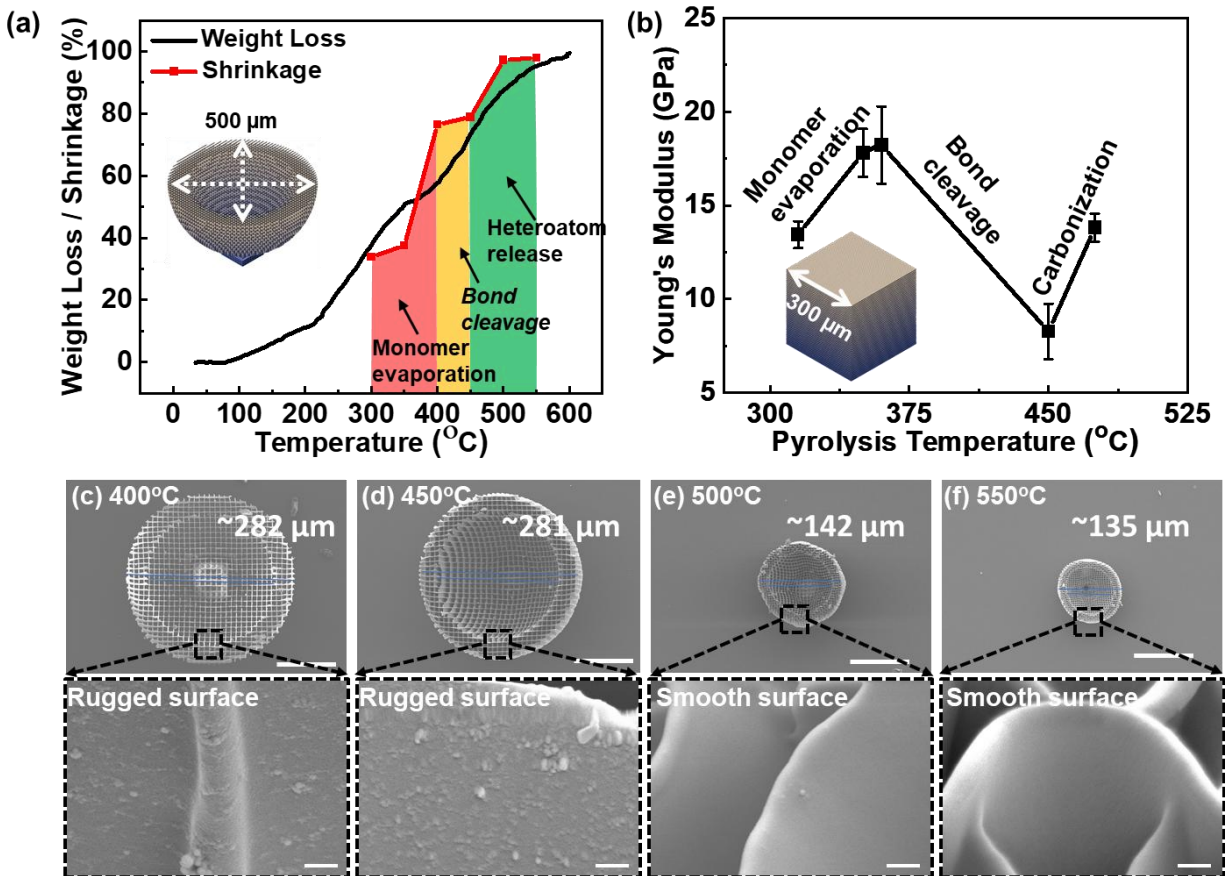 (a)
Weight Loss / Shrinkage (%)
100
80
60
40
20
0
Weight Loss
Shrinkage
500 µm
Heteroatom
release
Bond
cleavage
Monomer
evaporation
0 100 200 300 400 500 600
Temperature (°C)
(b)
Young's Modulus (GPa)
25
20
15
10
5
Monomer
evaporation
Bond
cleavage
Carbonization
300 µm
300 375 450 525
Pyrolysis Temperature (°C)
(c) 400°C
~282 µm
(d) 450°C
~281 µm
(e) 500°C
~142 µm
(f) 550°C
~135 µm
Rugged surface
Rugged surface
Smooth surface
Smooth surface